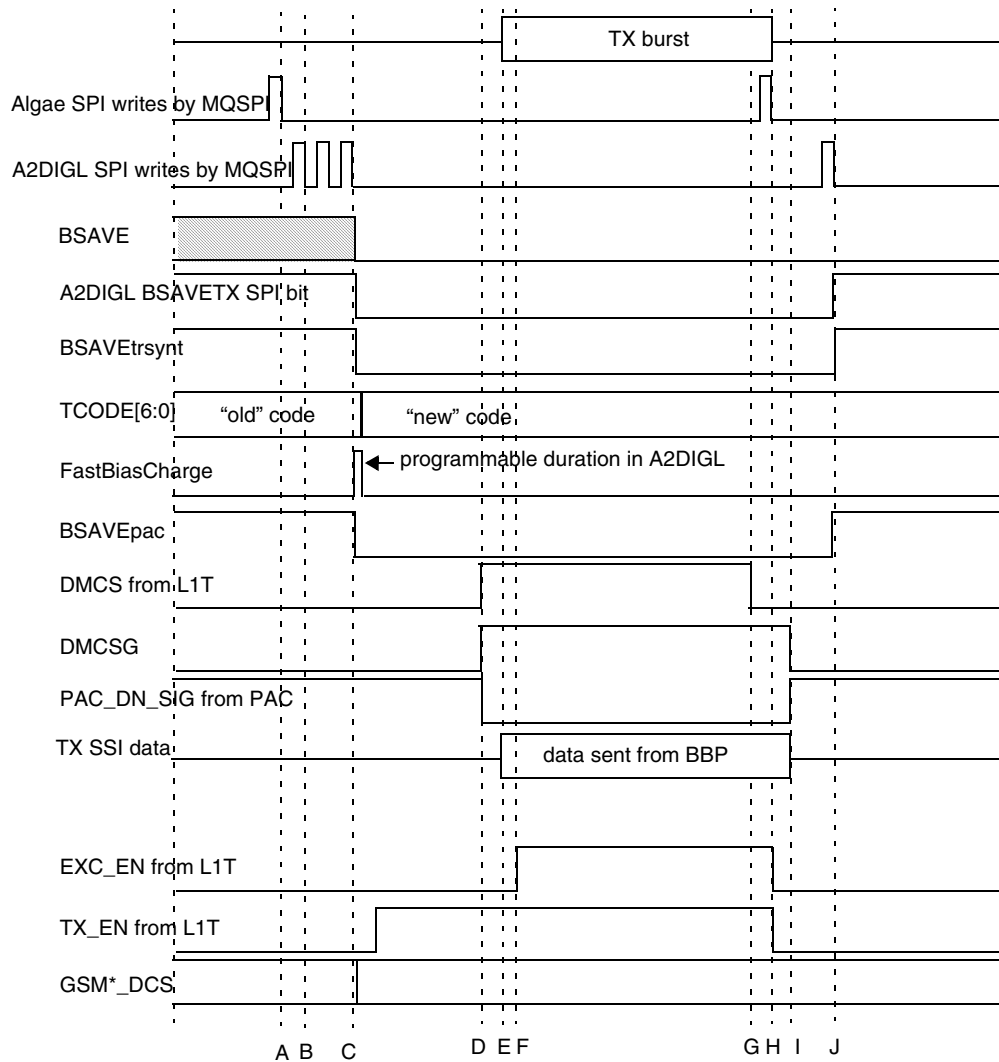 TX burst
Algae SPI writes by MQSPI
A2DIGL SPI writes by MQSPI
BSAVE
A2DIGL BSAVETX SPI bit
BSAVEtrsynt
TCODE[6:0] “old” code “new” code
FastBiasCharge programmable duration in A2DIGL
BSAVEpac
DMCS from L1T
DMCSG
PAC_DN_SIG from PAC
TX SSI data data sent from BBP
EXC_EN from L1T
TX_EN from L1T
GSM*_DCS
A B C D E F G H I J